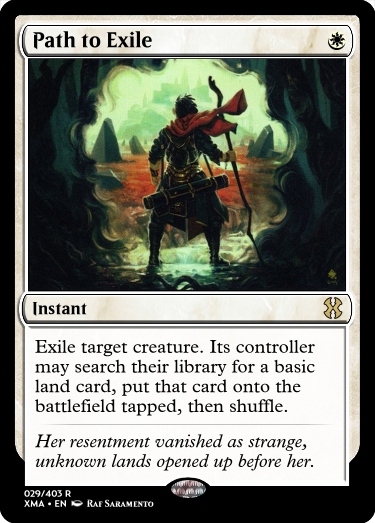 Path to Exile
Instant
Exile target creature. Its controller
may search their library for a basic
land card, put that card onto the
battlefield tapped, then shuffle.
Her resentment vanished as strange,
unknown lands opened up before her.
029/403 R
XMA • EN Raf Saramento